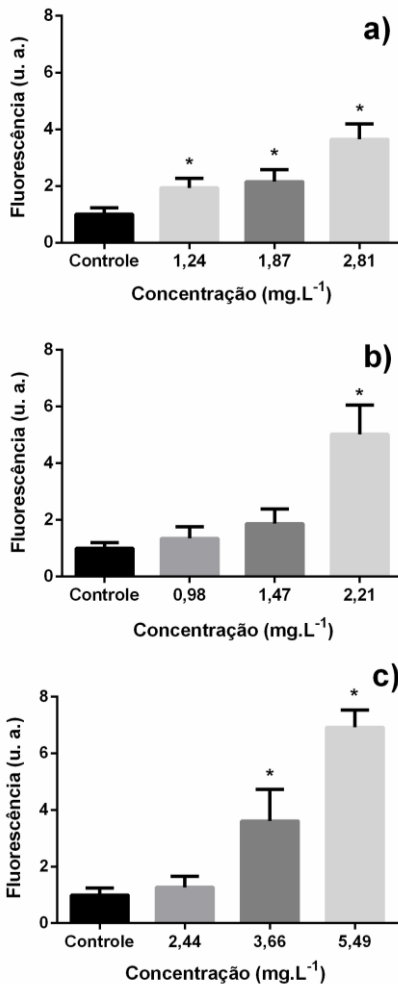 a)
Fluorescência (u. a.)
8
6
4
2
0
*
*
*
Controle 1,24 1,87 2,81
Concentração (mg.L⁻¹)
b)
Fluorescência (u. a.)
8
6
4
2
0
*
Controle 0,98 1,47 2,21
Concentração (mg.L⁻¹)
c)
Fluorescência (u. a.)
8
6
4
2
0
*
*
Controle 2,44 3,66 5,49
Concentração (mg.L⁻¹)